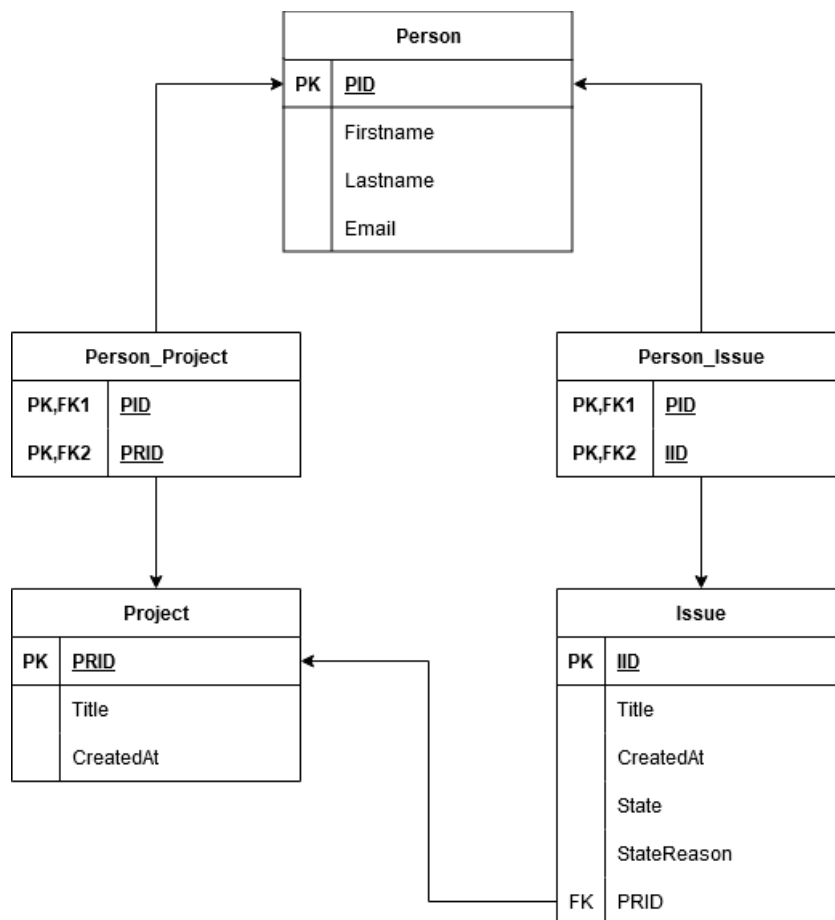 Person
PK PID
Firstname
Lastname
Email
Person_Project
PK,FK1 PID
PK,FK2 PRID
Person_Issue
PK,FK1 PID
PK,FK2 IID
Project
PK PRID
Title
CreatedAt
Issue
PK IID
Title
CreatedAt
State
StateReason
FK PRID